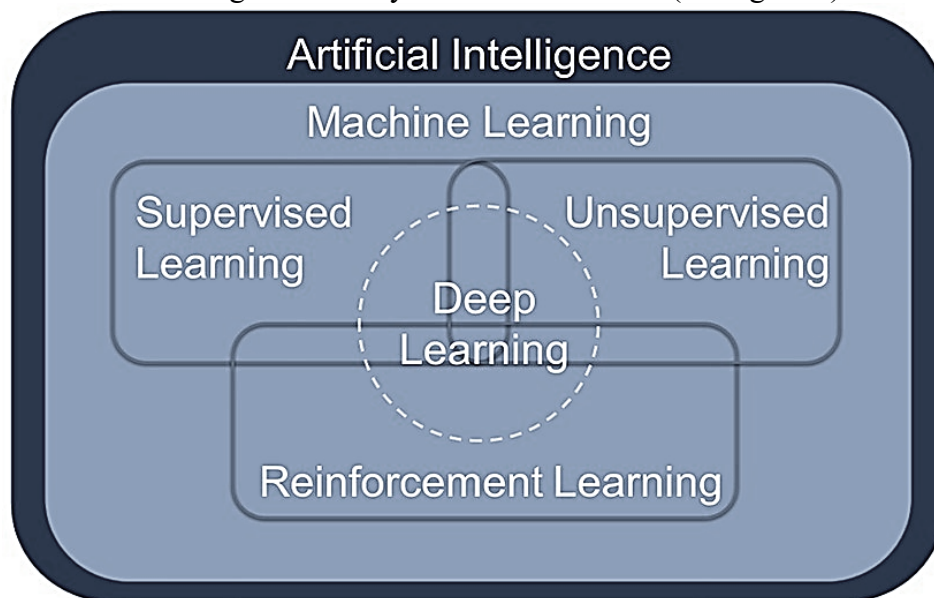 Artificial Intelligence
Machine Learning
Supervised
Learning
Unsupervised
Learning
Deep
Learning
Reinforcement Learning